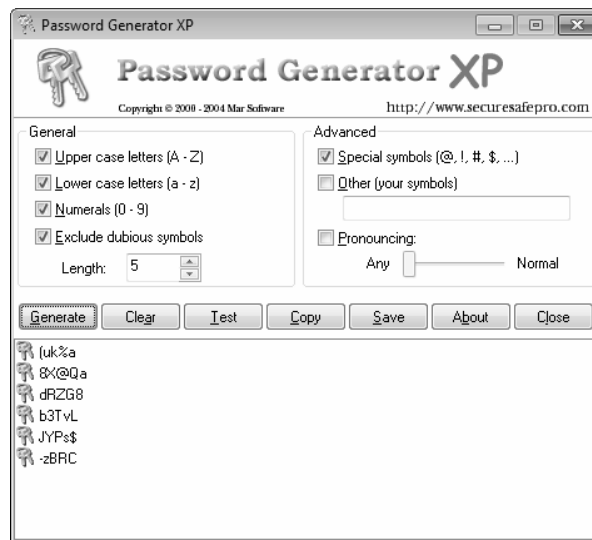 Password Generator XP
Password Generator XP
Copyright © 2000 - 2004 Mar Software http://www.securesafepro.com
General
Upper case letters (A - Z)
Lower case letters (a - z)
Numerals (0 - 9)
Exclude dubious symbols
Length: 5
Advanced
Special symbols (@, !, #, $, ...)
Other (your symbols)
Pronouncing:
Any Normal
Generate Clear Test Copy Save About Close
(uk%a
8X@Qa
dRZG8
b3TvL
JYPs$
-zBRC